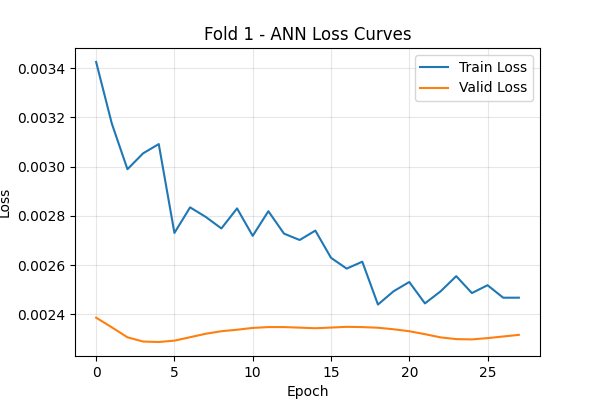 Fold 1 - ANN Loss Curves
Train Loss
Valid Loss
0.0034
0.0032
0.0030
0.0028
0.0026
0.0024
Loss
0 5 10 15 20 25
Epoch